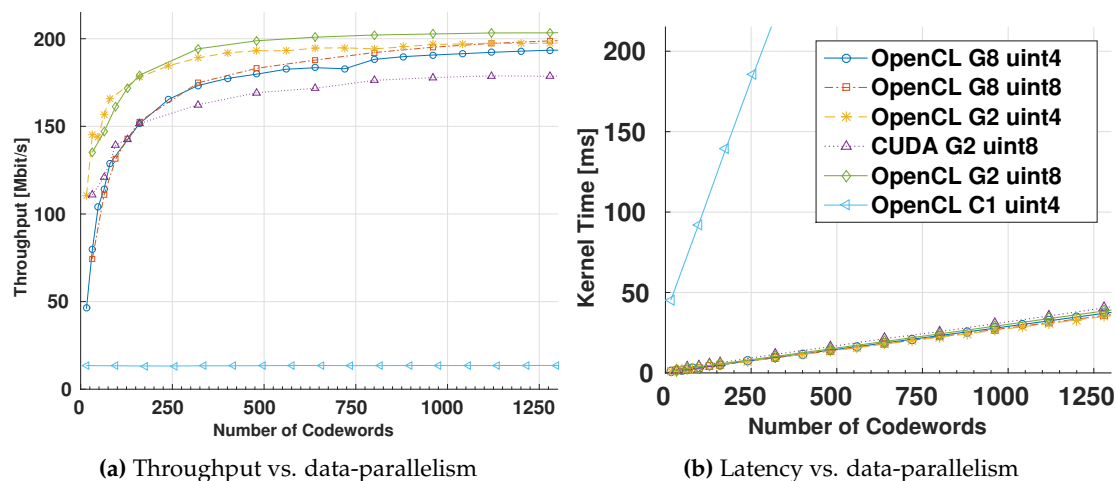 200
150
100
50
0
Throughput [Mbit/s]
0 250 500 750 1000 1250
Number of Codewords
(a) Throughput vs. data-parallelism
200
150
100
50
0
Kernel Time [ms]
OpenCL G8 uint4
OpenCL G8 uint8
OpenCL G2 uint4
CUDA G2 uint8
OpenCL G2 uint8
OpenCL C1 uint4
0 250 500 750 1000 1250
Number of Codewords
(b) Latency vs. data-parallelism